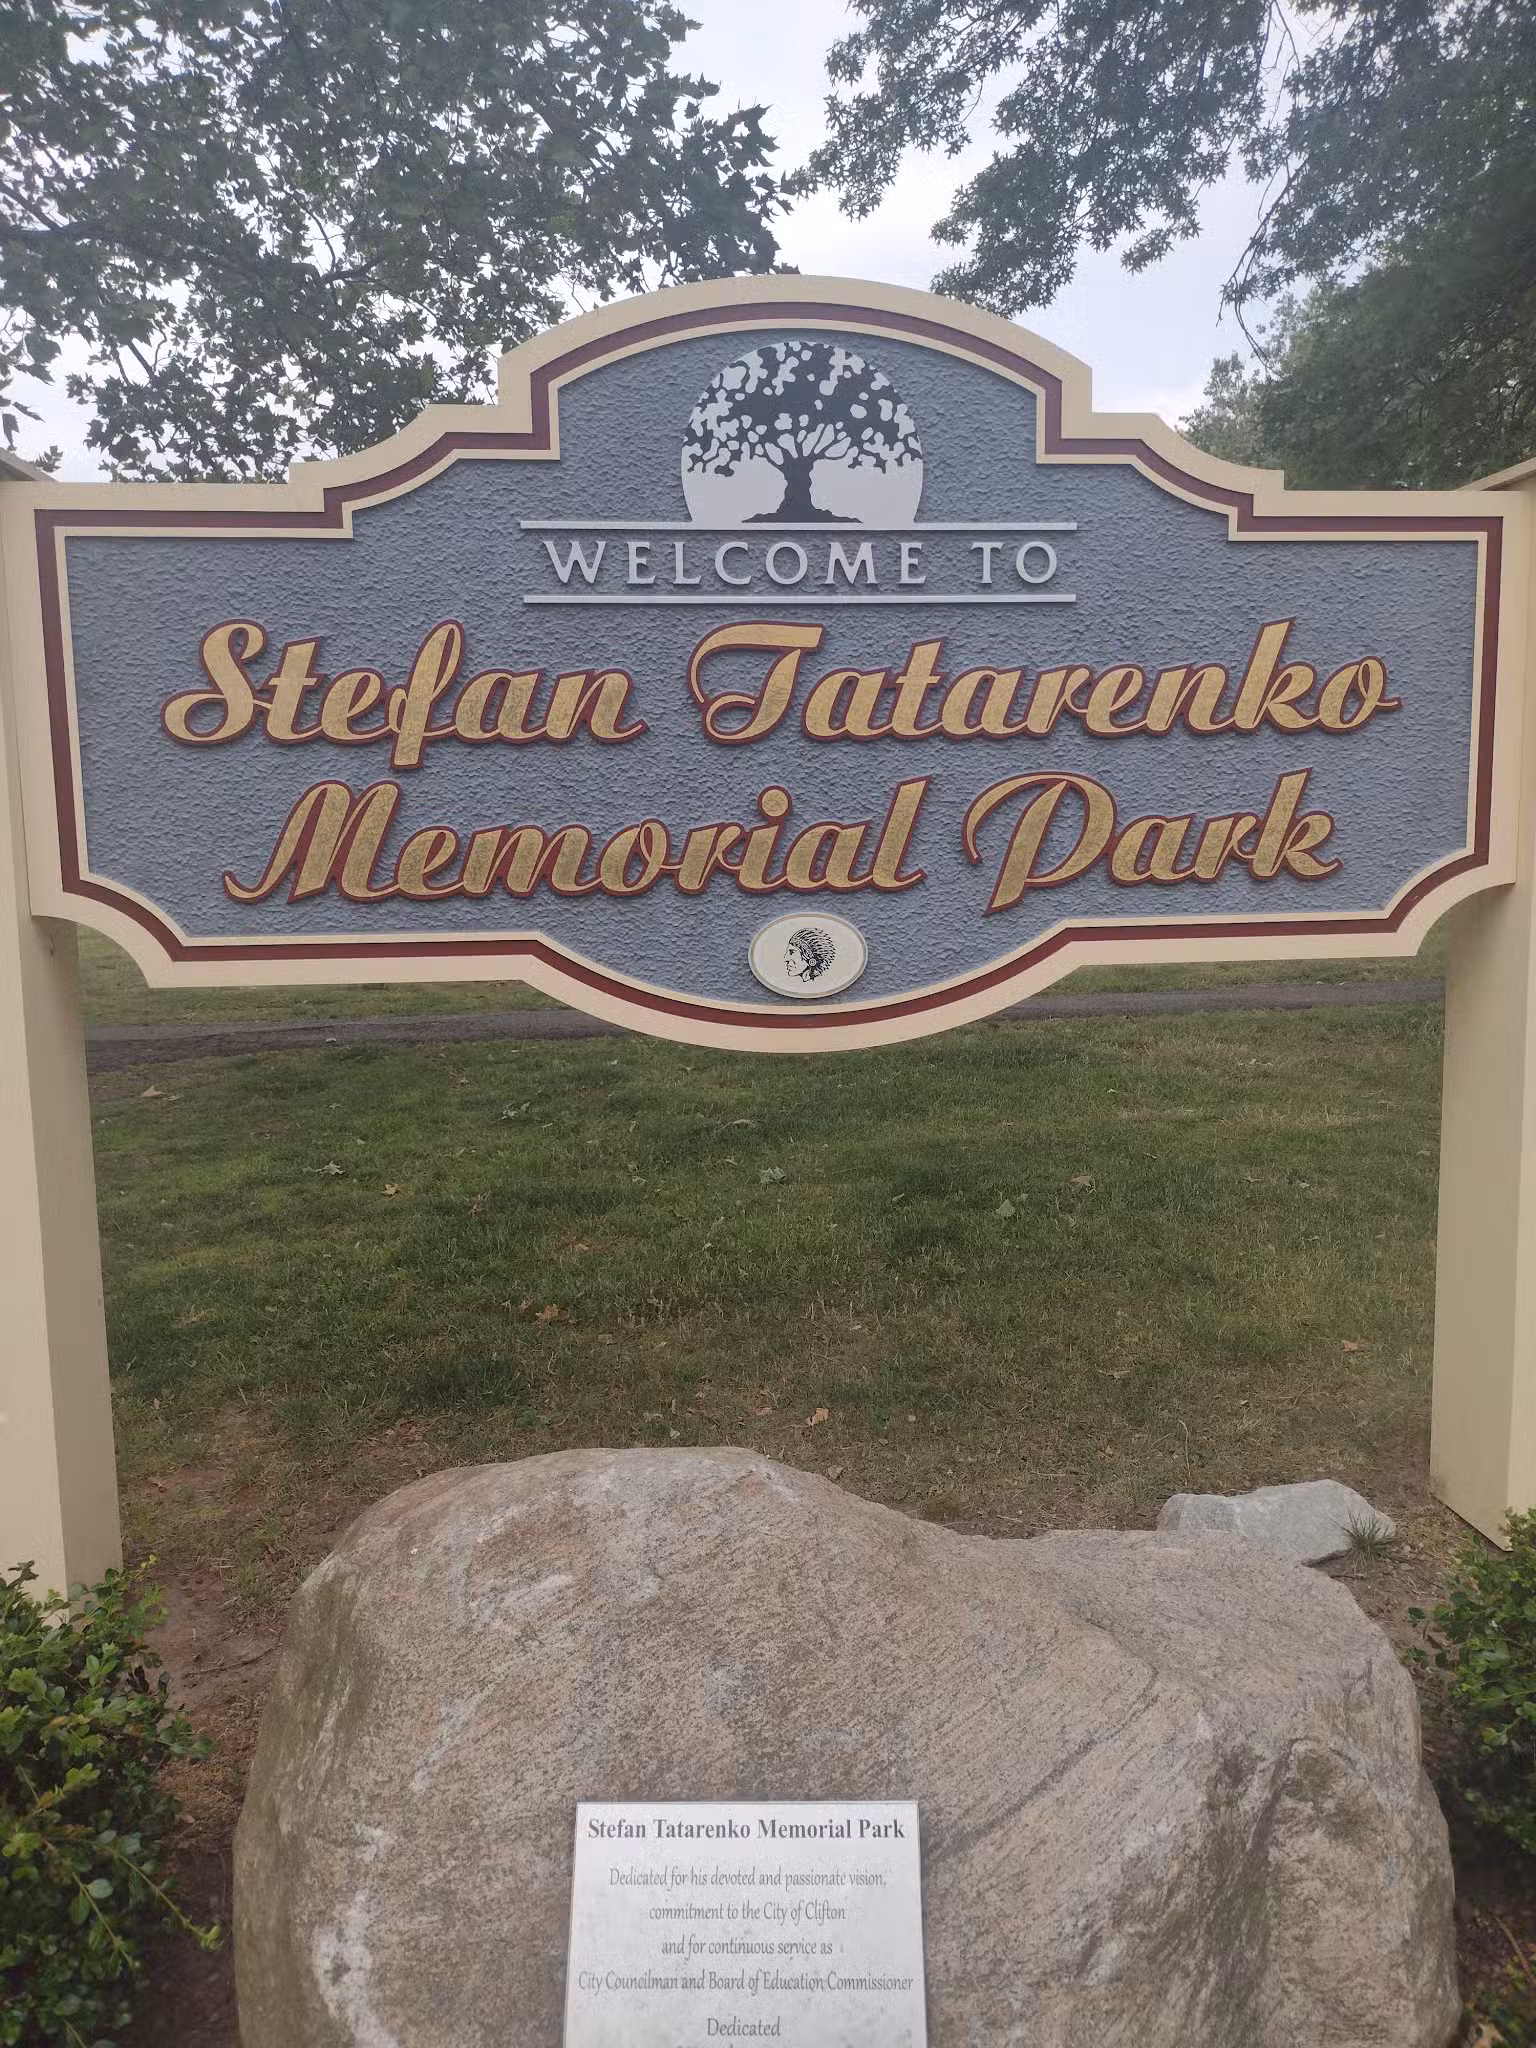 WELCOME TO
Stefan Tatarenko
Memorial Park
Stefan Tatarenko Memorial Park
Dedicated for his devoted and passionate vision,
commitment to the City of Clifton
and for continuous service as
City Councilman and Board of Education Commissioner
Dedicated